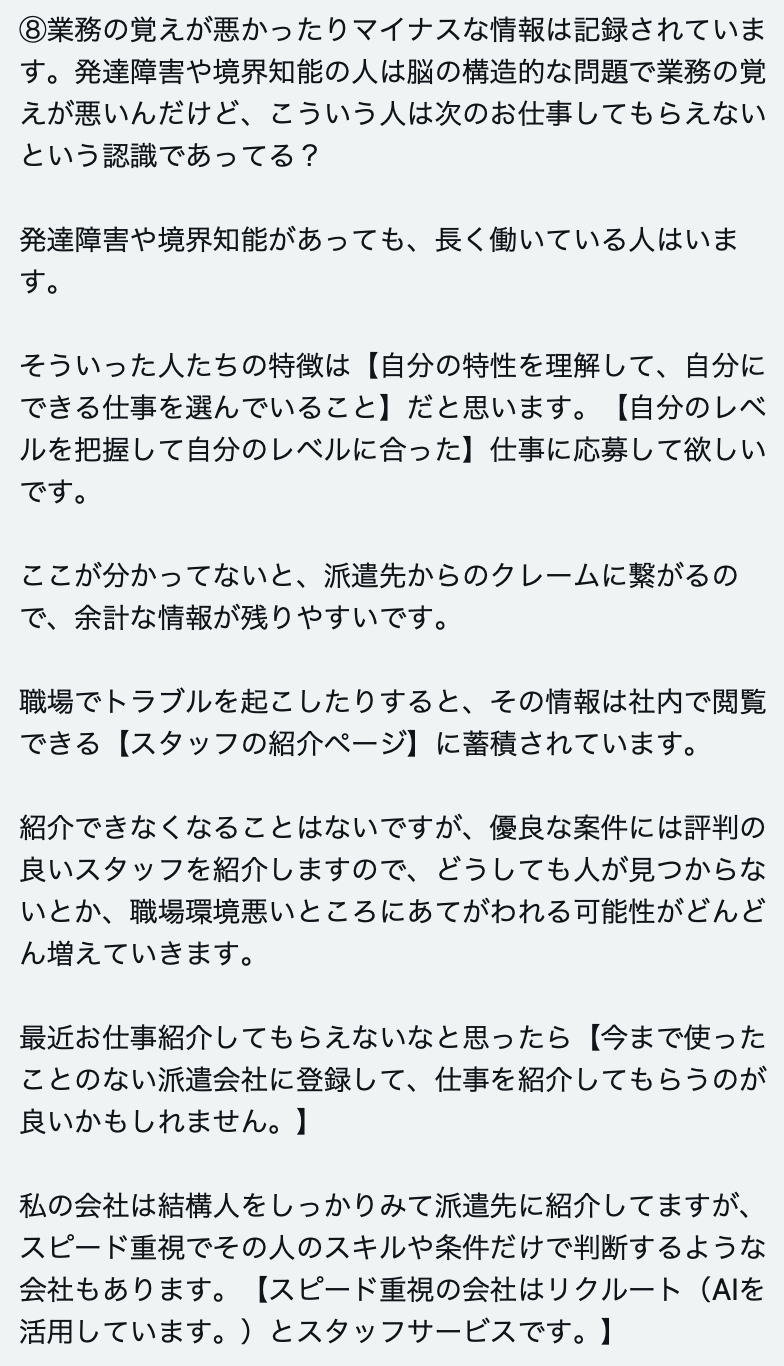 ⑧業務の覚えが悪かったりマイナスな情報は記録されていま
す。発達障害や境界知能の人は脳の構造的な問題で業務の覚
えが悪いんだけど、こういう人は次のお仕事してもらえない
という認識であってる？
発達障害や境界知能があっても、長く働いている人はいま
す。
そういった人たちの特徴は【自分の特性を理解して、自分に
できる仕事を選んでいること】だと思います。【自分のレベ
ルを把握して自分のレベルに合った】仕事に応募して欲しい
です。
ここが分かってないと、派遣先からのクレームに繋がるの
で、余計な情報が残りやすいです。
職場でトラブルを起こしたりすると、その情報は社内で閲覧
できる【スタッフの紹介ページ】に蓄積されています。
紹介できなくなることはないですが、優良な案件には評判の
良いスタッフを紹介しますので、どうしても人が見つからな
いとか、職場環境悪いところにあてがわれる可能性がどんど
ん増えていきます。
最近お仕事紹介してもらえないなと思ったら【今まで使った
ことのない派遣会社に登録して、仕事を紹介してもらうのが
良いかもしれません。】
私の会社は結構人をしっかりみて派遣先に紹介してますが、
スピード重視でその人のスキルや条件だけで判断するような
会社もあります。【スピード重視の会社はリクルート（AIを
活用しています。）とスタッフサービスです。】